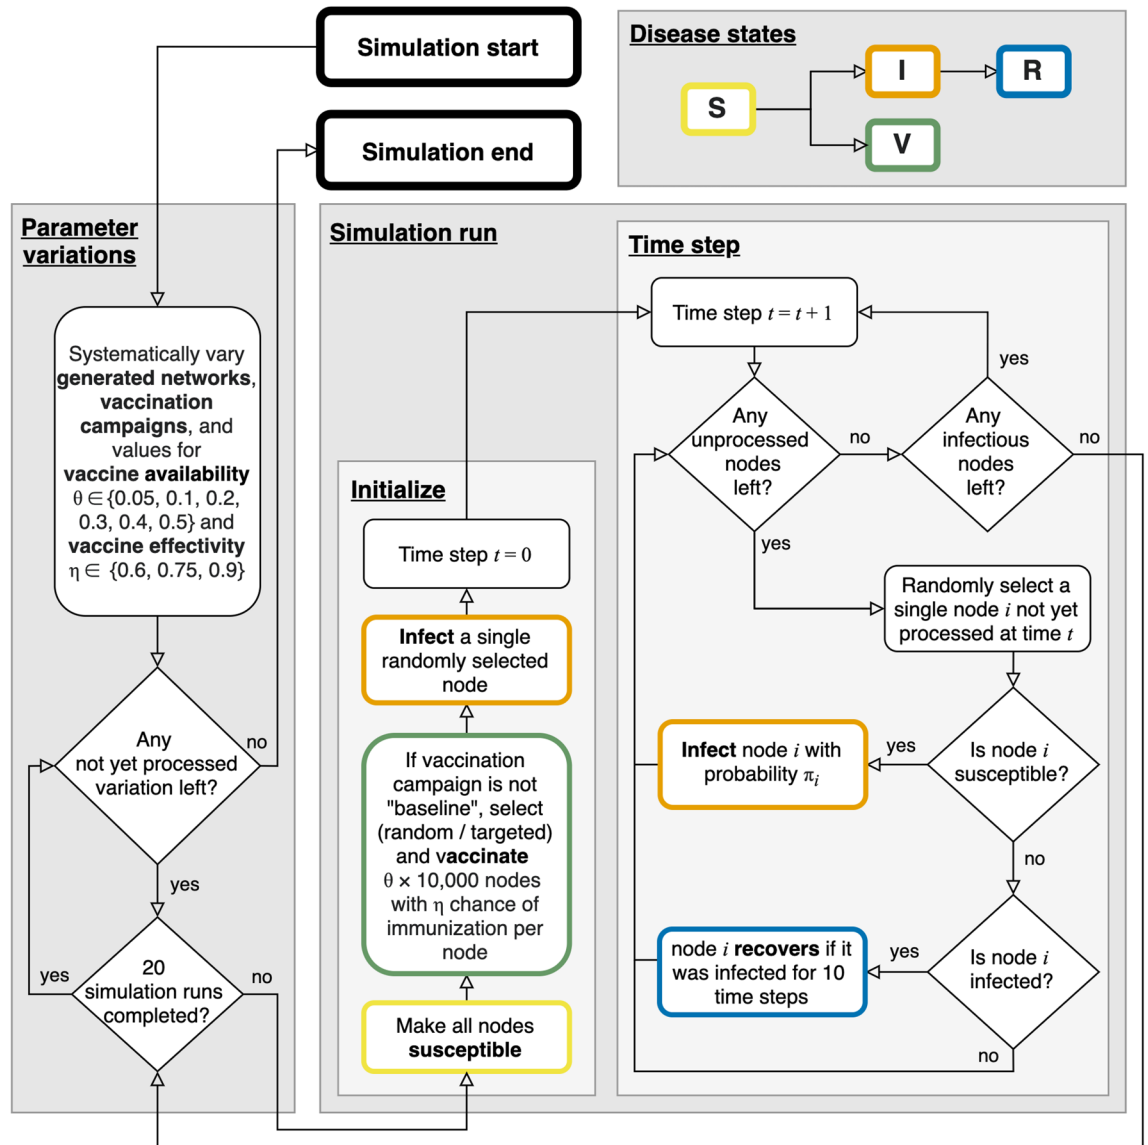 Simulation start
Simulation end
Disease states
S
I
R
V
Parameter
variations
Systematically vary
generated networks,
vaccination
campaigns, and
values for
vaccine availability
θ ∈{0.05, 0.1, 0.2,
0.3, 0.4, 0.5} and
vaccine effectivity
η ∈ {0.6, 0.75, 0.9}
Any
not yet processed
variation left?
no
yes
20
simulation runs
completed?
yes
no
Simulation run
Initialize
Time step t = 0
Infect a single
randomly selected
node
If vaccination
campaign is not
"baseline", select
(random / targeted)
and vaccinate
θ × 10,000 nodes
with η chance of
immunization per
node
Make all nodes
susceptible
Time step
Time step t = t + 1
Any
unprocessed
nodes
left?
no
yes
Any
infectious
nodes
left?
yes
no
Randomly select a
single node i not yet
processed at time t
Is node i
susceptible?
yes
no
Infect node i with
probability πi
Is node i
infected?
yes
no
node i recovers if it
was infected for 10
time steps